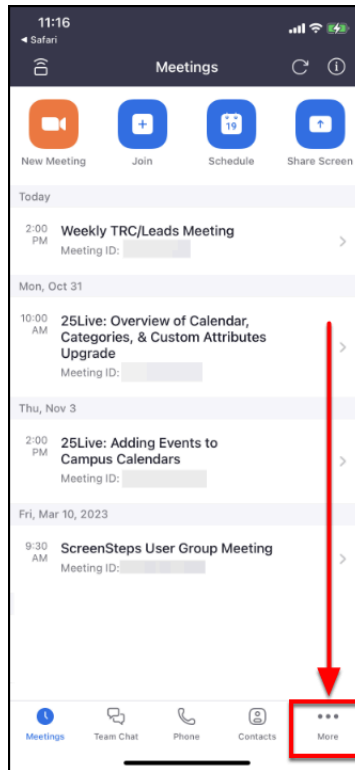 11:16
Safari
Meetings
New Meeting
Join
19
Schedule
Share Screen
Today
2:00 PM
Weekly TRC/Leads Meeting
Meeting ID:
Mon, Oct 31
10:00 AM
25Live: Overview of Calendar,
Categories, & Custom Attributes
Upgrade
Meeting ID:
Thu, Nov 3
2:00 PM
25Live: Adding Events to
Campus Calendars
Meeting ID:
Fri, Mar 10, 2023
9:30 AM
ScreenSteps User Group Meeting
Meeting ID:
Meetings
Team Chat
Phone
Contacts
More